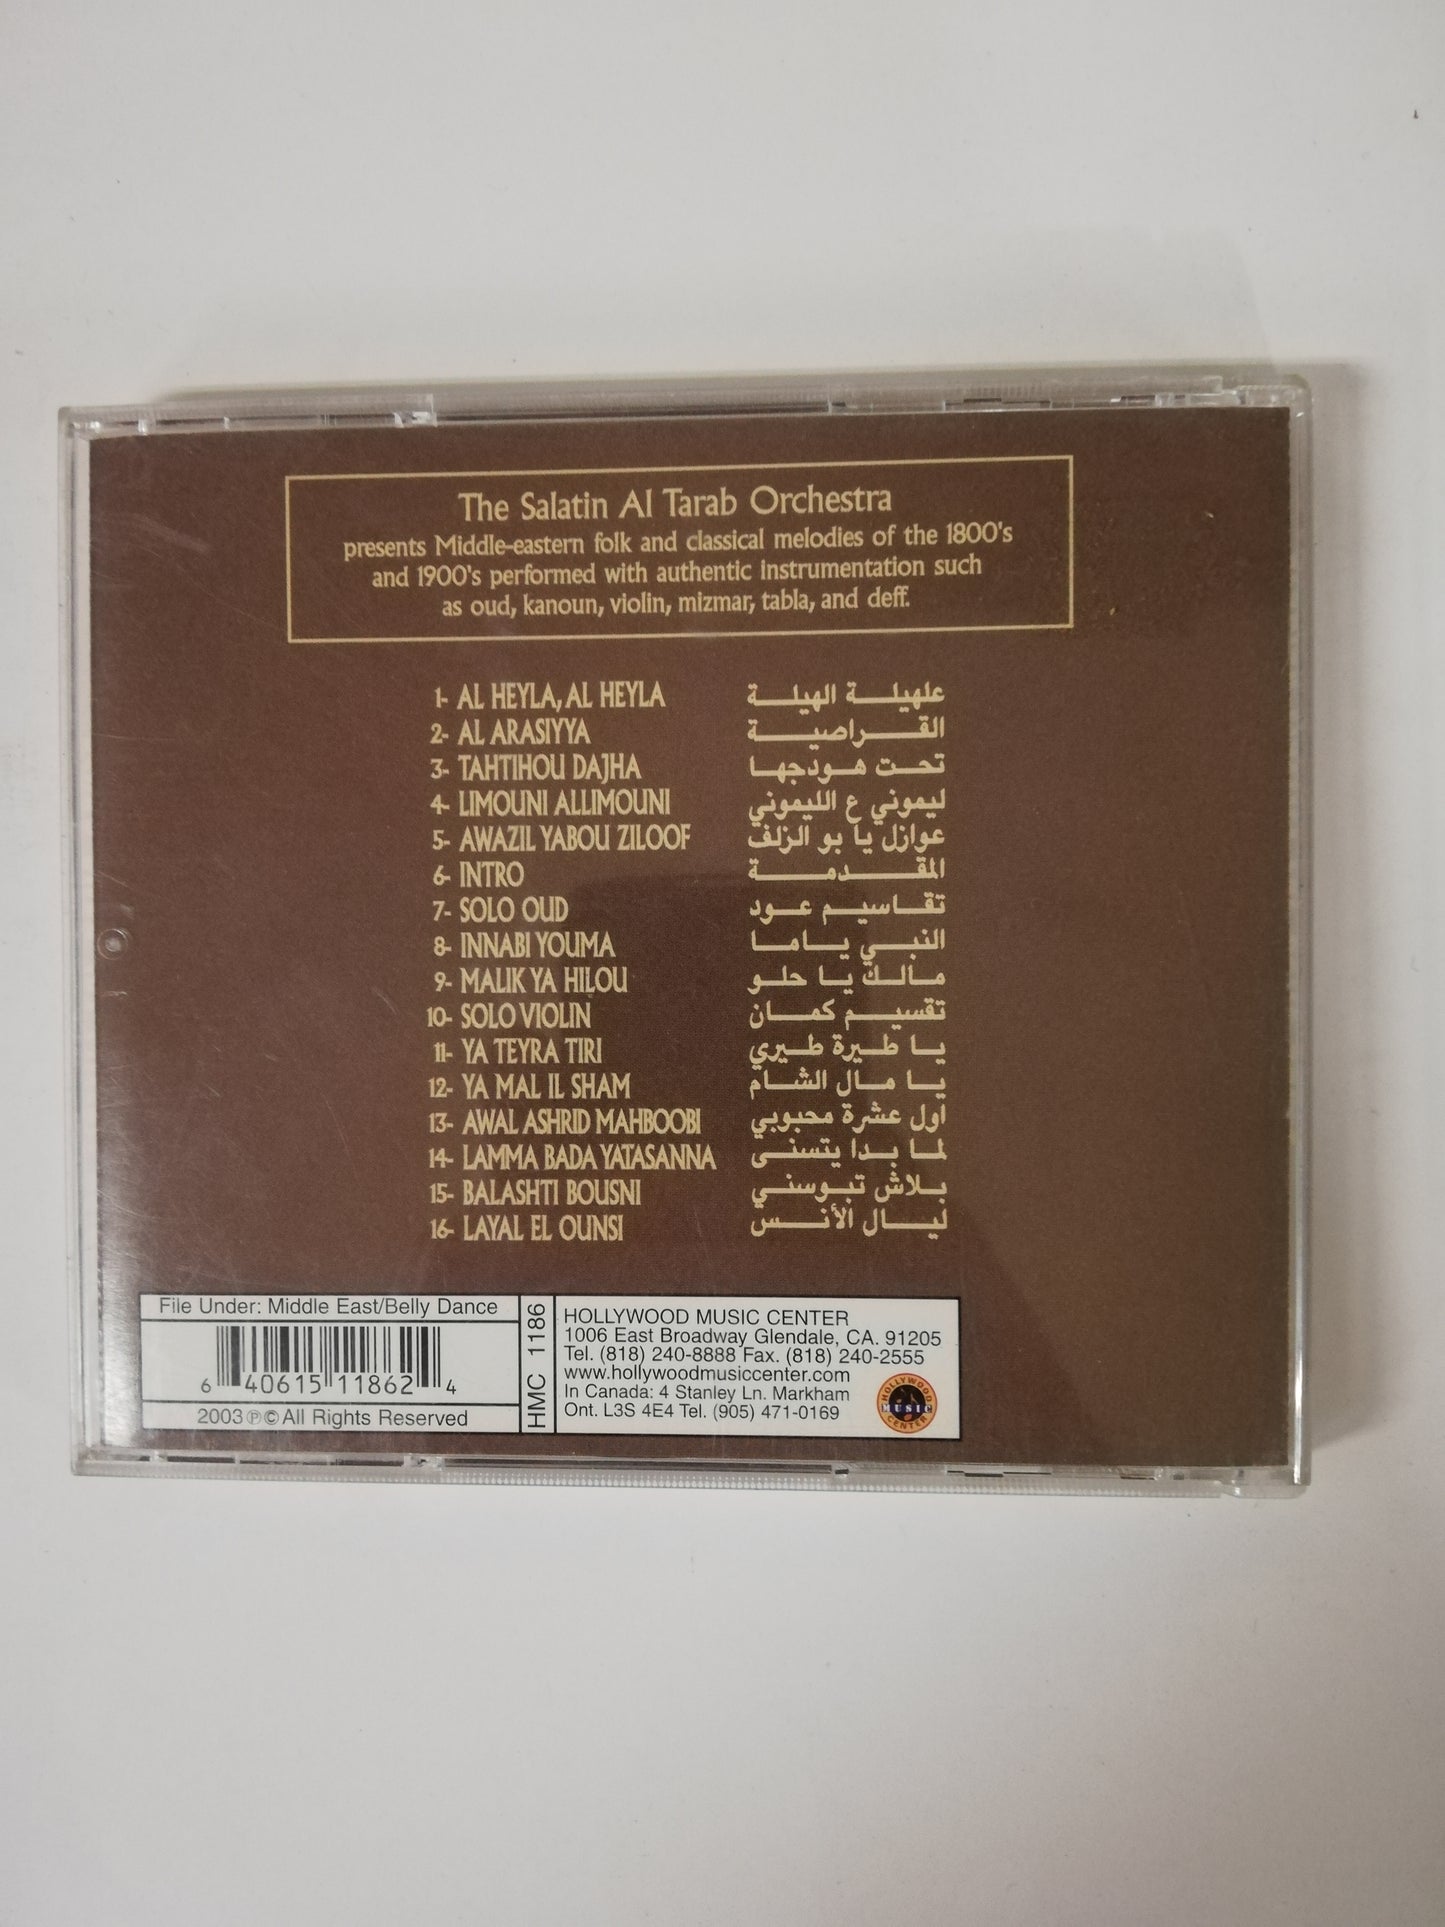 The Salatin Al Tarab Orchestra
presents Middle-eastern folk and classical melodies of the 1800's
and 1900's performed with authentic instrumentation such
as oud, kanoun, violin, mizmar, tabla, and deff.
1- AL HEYLA, AL HEYLA علهيلة الهيلة
2- AL ARASIYYA القراصية
3- TAHTIHOU DAJHA تحت هودجها
4- LIMOUNI ALLIMOUNI ليموني ع الليموني
5- AWAZIL YABOU ZILOOF عوازل يا بو الزلف
6- INTRO المقدمة
7- SOLO OUD تقاسيم عود
8- INNABI YOUMA النبي ياما
9- MALIK YA HILOU مالك يا حلو
10- SOLO VIOLIN تقسيم كمان
11- YA TEYRA TIRI يا طيرة طيري
12- YA MAL IL SHAM يا مال الشام
13- AWAL ASHRID MAHBOOBI اول عشرة محبوبي
14- LAMMA BADA YATASANNA لما بدا يتسنى
15- BALASHTI BOUSNI بلاش تبوسني
16- LAYAL EL OUNSI ليال الأنس
File Under: Middle East/Belly Dance
6 40615 11862 4
2003 ℗ © All Rights Reserved
HMC 1186
HOLLYWOOD MUSIC CENTER
1006 East Broadway Glendale, CA. 91205
Tel. (818) 240-8888 Fax. (818) 240-2555
www.hollywoodmusiccenter.com
In Canada: 4 Stanley Ln. Markham
Ont. L3S 4E4 Tel. (905) 471-0169
HOLLYWOOD
MUSIC
CENTER